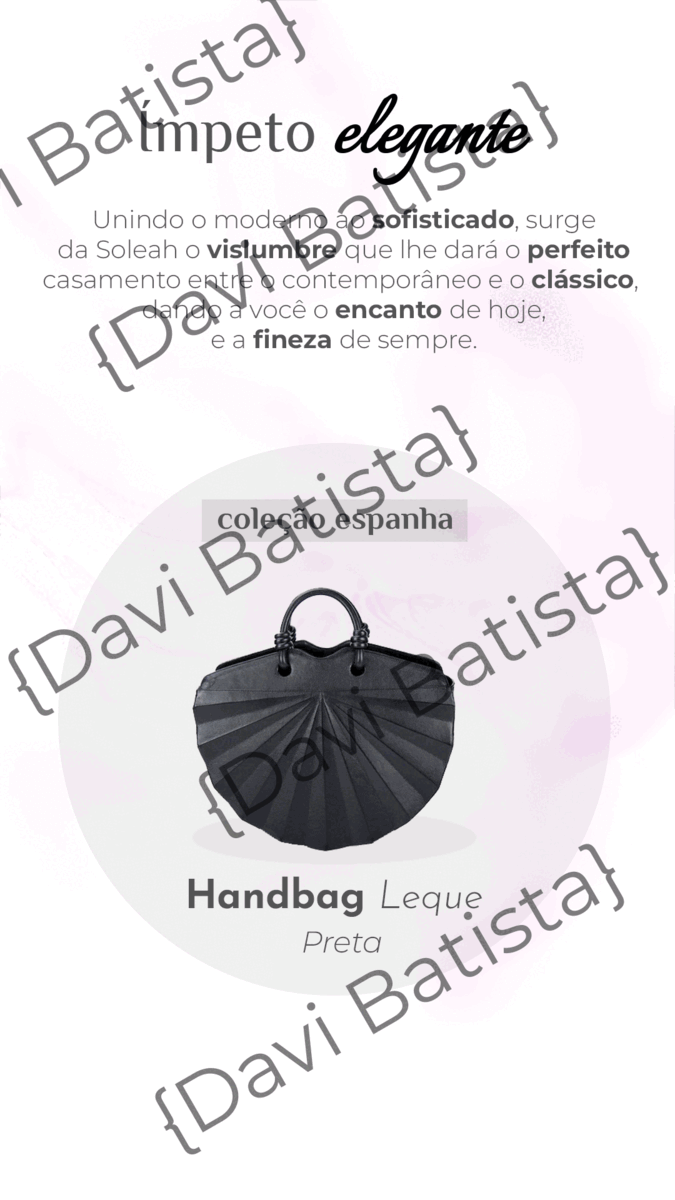 Ímpeto elegante
Unindo o moderno ao sofisticado, surge
da Soleah o vislumbre que lhe dará o perfeito
casamento entre o contemporâneo e o clássico,
dando a você o encanto de hoje,
e a fineza de sempre.
coleção espanha
Handbag Leque
Preta
{Davi Batista}
{Davi Batista}
{Davi Batista}
{Davi Batista}
{Davi Batista}
i Batista}